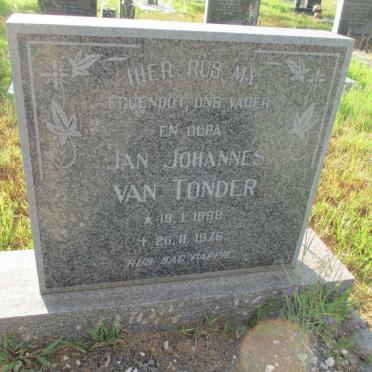 HIER RUS MY
EGGENOOT, ONS VADER
EN OUPA
JAN JOHANNES
VAN TONDER
* 19.1.1898
† 26.11.1976
RUS SAG PAPPIE